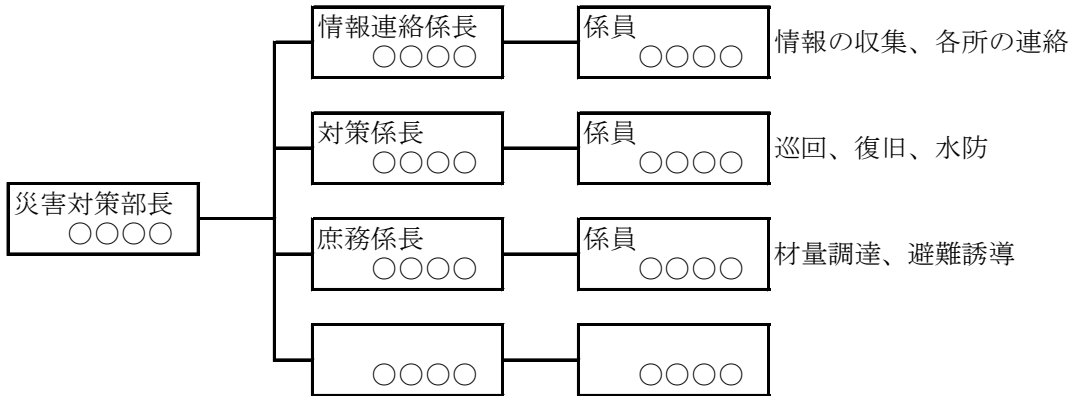 情報連絡係長
○○○○
係員
○○○○
情報の収集、各所の連絡
対策係長
○○○○
係員
○○○○
巡回、復旧、水防
災害対策部長
○○○○
庶務係長
○○○○
係員
○○○○
材量調達、避難誘導
○○○○
○○○○